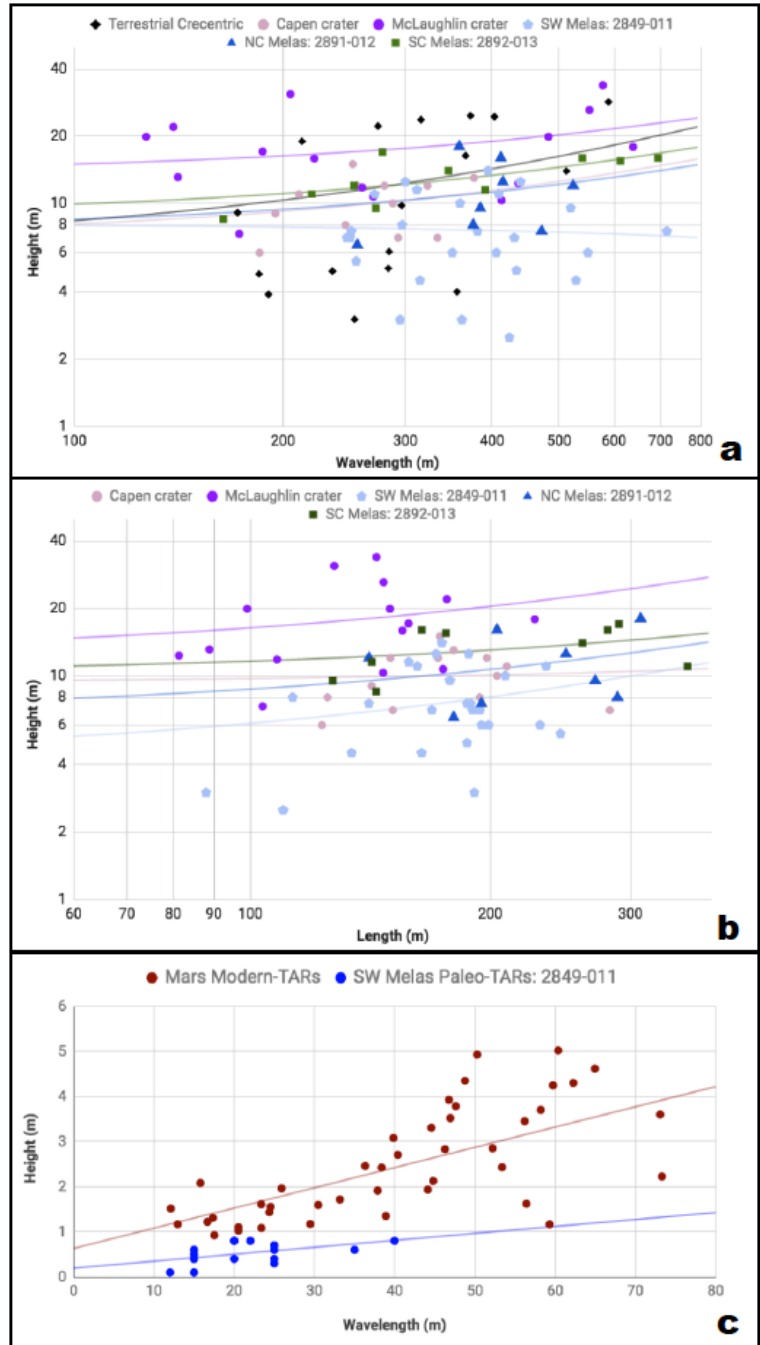 Terrestrial Crecentric Capen crater McLaughlin crater SW Melas: 2849-011
NC Melas: 2891-012 SC Melas: 2892-013
40
20
10
8
6
4
2
1
Height (m)
100 200 300 400 500 600 700 800
Wavelength (m)
a
Capen crater McLaughlin crater SW Melas: 2849-011 NC Melas: 2891-012
SC Melas: 2892-013
40
20
10
8
6
4
2
1
Height (m)
60 70 80 90 100 200 300
Length (m)
b
Mars Modern-TARs SW Melas Paleo-TARs: 2849-011
6
5
4
3
2
1
0
Height (m)
0 10 20 30 40 50 60 70 80
Wavelength (m)
c